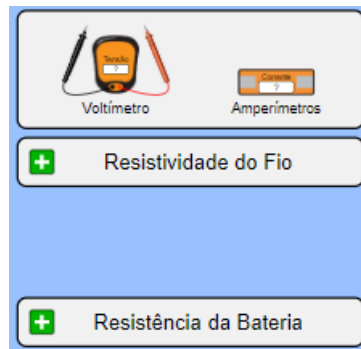 Tensão
?
Corrente
?
Voltímetro
Amperímetros
Resistividade do Fio
Resistência da Bateria